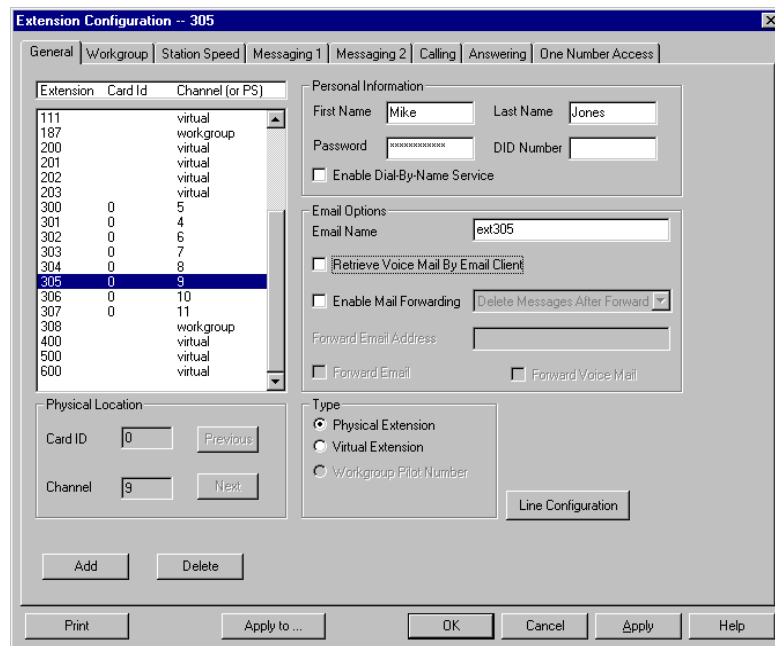 Extension Configuration -- 305
General Workgroup Station Speed Messaging 1 Messaging 2 Calling Answering One Number Access
Extension Card Id Channel (or PS)
111 virtual
187 workgroup
200 virtual
201 virtual
202 virtual
203 virtual
300 0 5
301 0 4
302 0 6
303 0 7
304 0 8
305 0 9
306 0 10
307 0 11
308 workgroup
400 virtual
500 virtual
600 virtual
Physical Location
Card ID 0 Previous
Channel 9 Next
Add Delete
Personal Information
First Name Mike Last Name Jones
Password xxxxxxxxxxxx DID Number
Enable Dial-By-Name Service
Email Options
Email Name ext305
Retrieve Voice Mail By Email Client
Enable Mail Forwarding Delete Messages After Forward
Forward Email Address
Forward Email Forward Voice Mail
Type
Physical Extension
Virtual Extension
Workgroup Pilot Number
Line Configuration
Print Apply to ... OK Cancel Apply Help